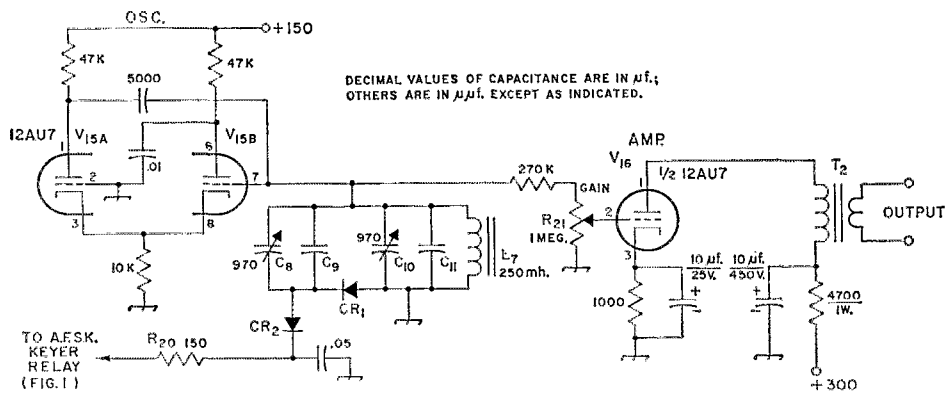 OSC.
+150
47K
47K
5000
DECIMAL VALUES OF CAPACITANCE ARE IN μf.;
OTHERS ARE IN μμf. EXCEPT AS INDICATED.
12AU7
V15A
V15B
1
6
.01
2
7
3
8
10K
AMP.
V16
1/2 12AU7
1
270K
GAIN
R21
1 MEG.
2
3
T2
OUTPUT
970
C8
C9
970
C10
C11
L7
250mh.
CR1
CR2
1000
10 μf.
25V.
+
10 μf.
450V.
+
-
4700
1W.
+300
TO A.F.S.K.
KEYER
RELAY
(FIG. 1)
R20 150
.05